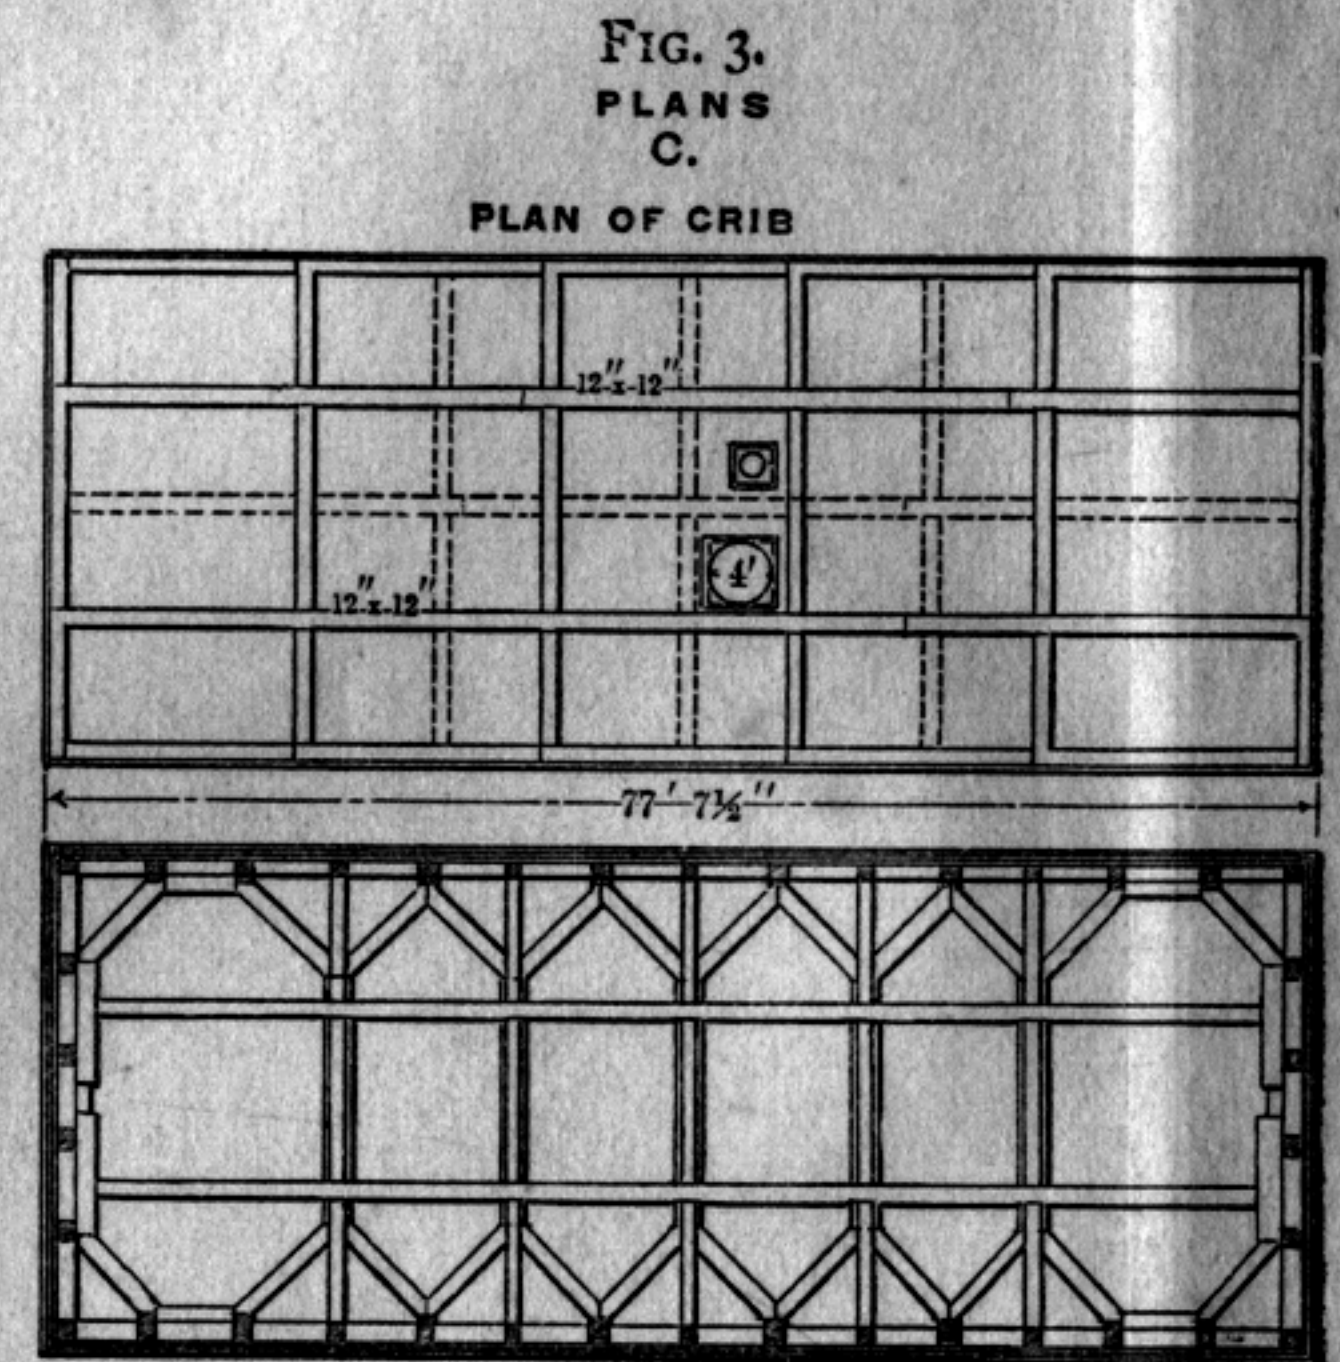 FIG. 3.
PLANS
C.
PLAN OF CRIB
12"x-12"
4'
12"x-12"
77' 7½"